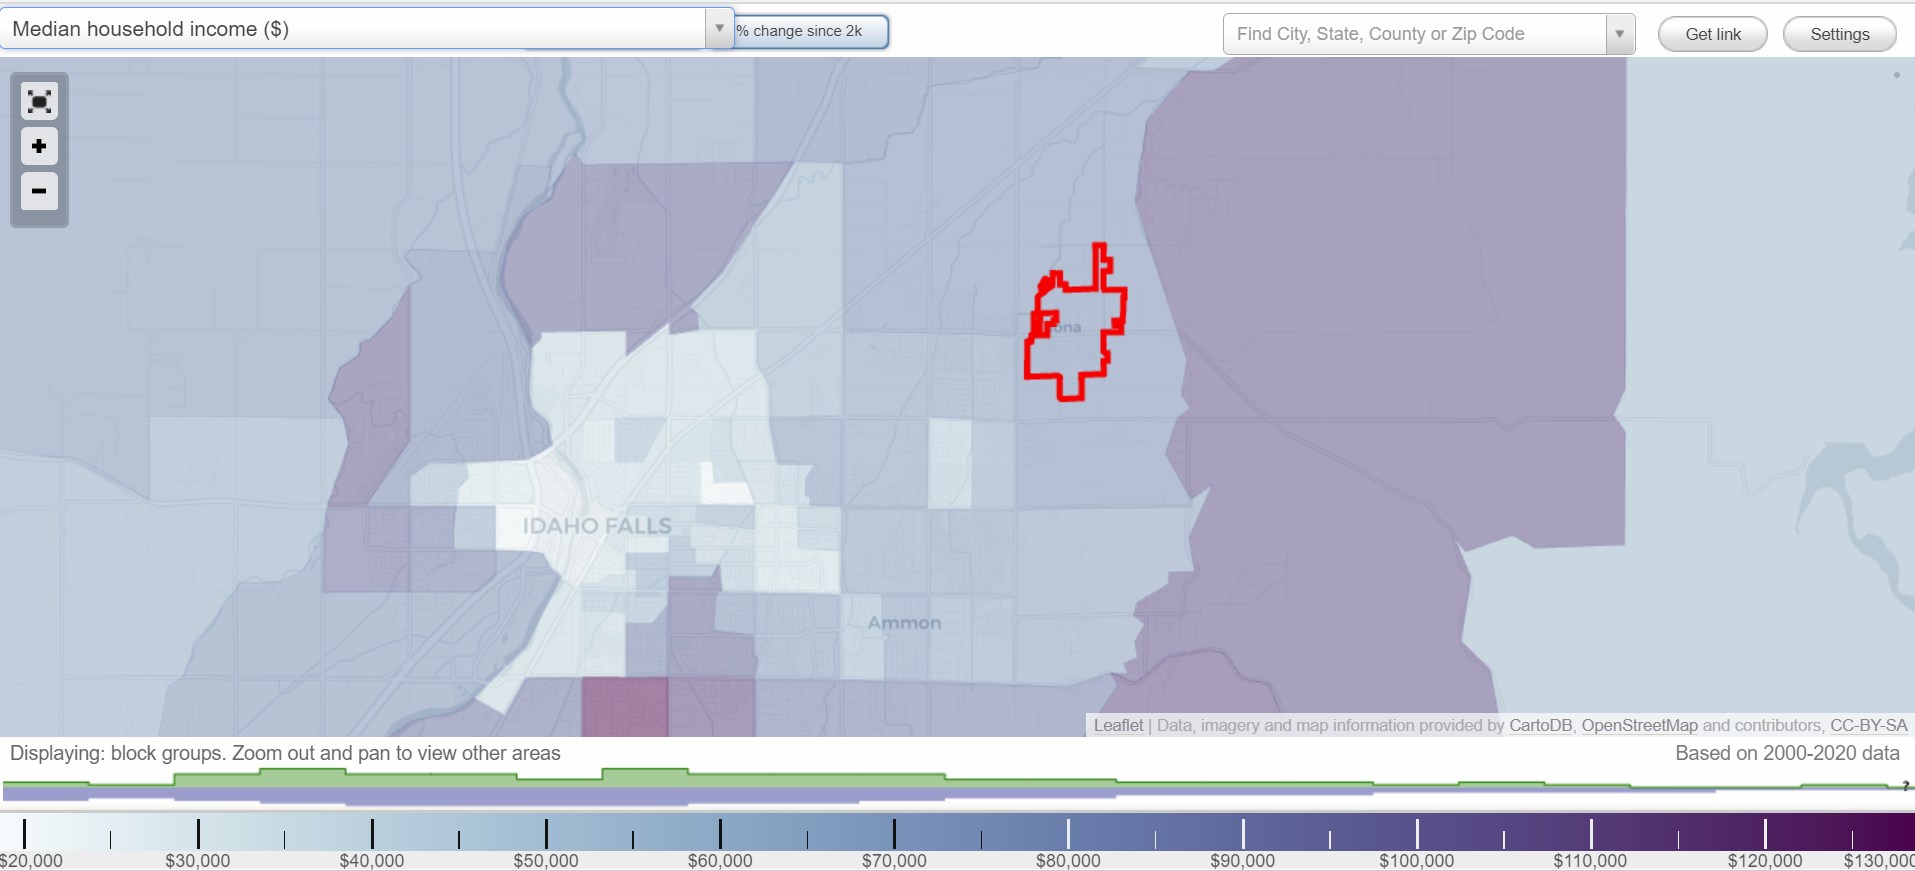 Median household income ($)
% change since 2k
Find City, State, County or Zip Code
Get link
Settings
ona
IDAHO FALLS
Ammon
Leaflet | Data, imagery and map information provided by CartoDB, OpenStreetMap and contributors, CC-BY-SA
Displaying: block groups. Zoom out and pan to view other areas
Based on 2000-2020 data
?
$20,000 $30,000 $40,000 $50,000 $60,000 $70,000 $80,000 $90,000 $100,000 $110,000 $120,000 $130,000